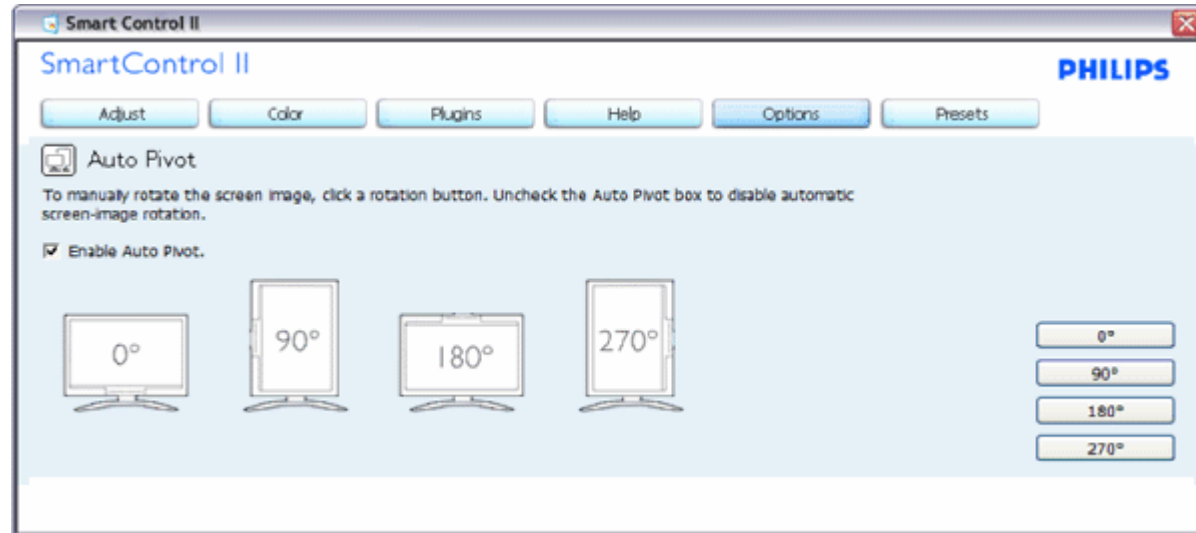 Smart Control II
SmartControl II
PHILIPS
Adjust Color Plugins Help Options Presets
Auto Pivot
To manually rotate the screen image, click a rotation button. Uncheck the Auto Pivot box to disable automatic
screen-image rotation.
Enable Auto Pivot.
0° 90° 180° 270°
0°
90°
180°
270°